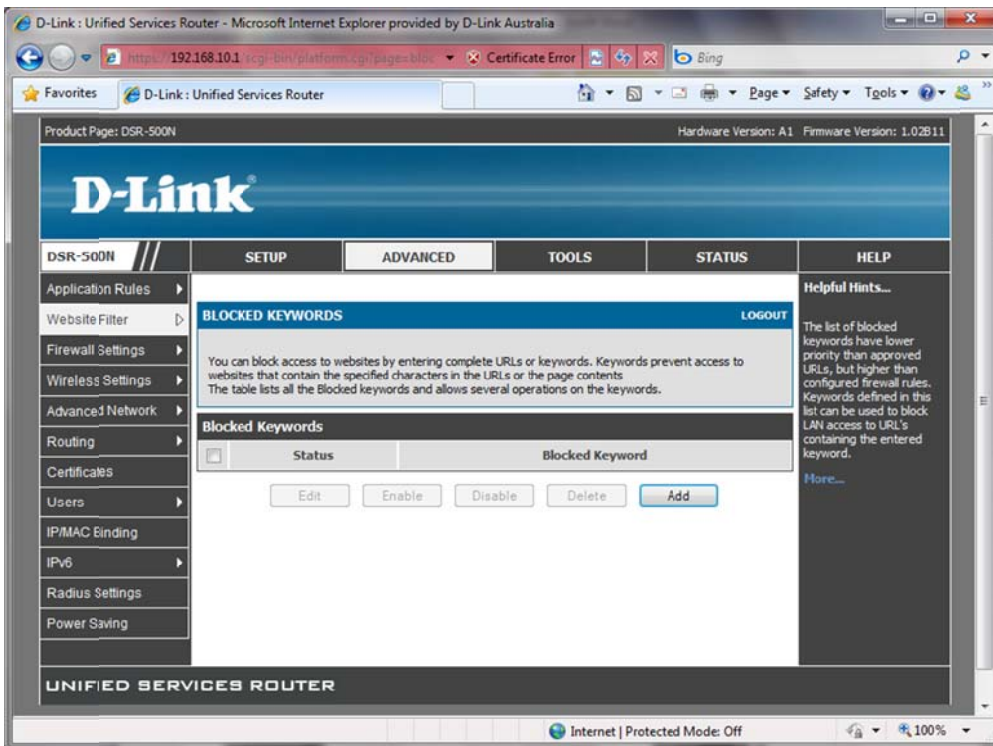 D-Link : Unified Services Router - Microsoft Internet Explorer provided by D-Link Australia
https://192.168.10.1/scgi-bin/platform.cgi?page=bloc
Certificate Error
Bing
Favorites
D-Link : Unified Services Router
Page
Safety
Tools
Product Page: DSR-500N
Hardware Version: A1 Firmware Version: 1.02B11
D-Link®
DSR-500N
SETUP
ADVANCED
TOOLS
STATUS
HELP
Application Rules
Website Filter
Firewall Settings
Wireless Settings
Advanced Network
Routing
Certificates
Users
IP/MAC Binding
IPv6
Radius Settings
Power Saving
BLOCKED KEYWORDS
LOGOUT
You can block access to websites by entering complete URLs or keywords. Keywords prevent access to
websites that contain the specified characters in the URLs or the page contents
The table lists all the Blocked keywords and allows several operations on the keywords.
Blocked Keywords
Status
Blocked Keyword
Edit
Enable
Disable
Delete
Add
Helpful Hints...
The list of blocked
keywords have lower
priority than approved
URLs, but higher than
configured firewall rules.
Keywords defined in this
list can be used to block
LAN access to URL's
containing the entered
keyword.
More...
UNIFIED SERVICES ROUTER
Internet | Protected Mode: Off
100%